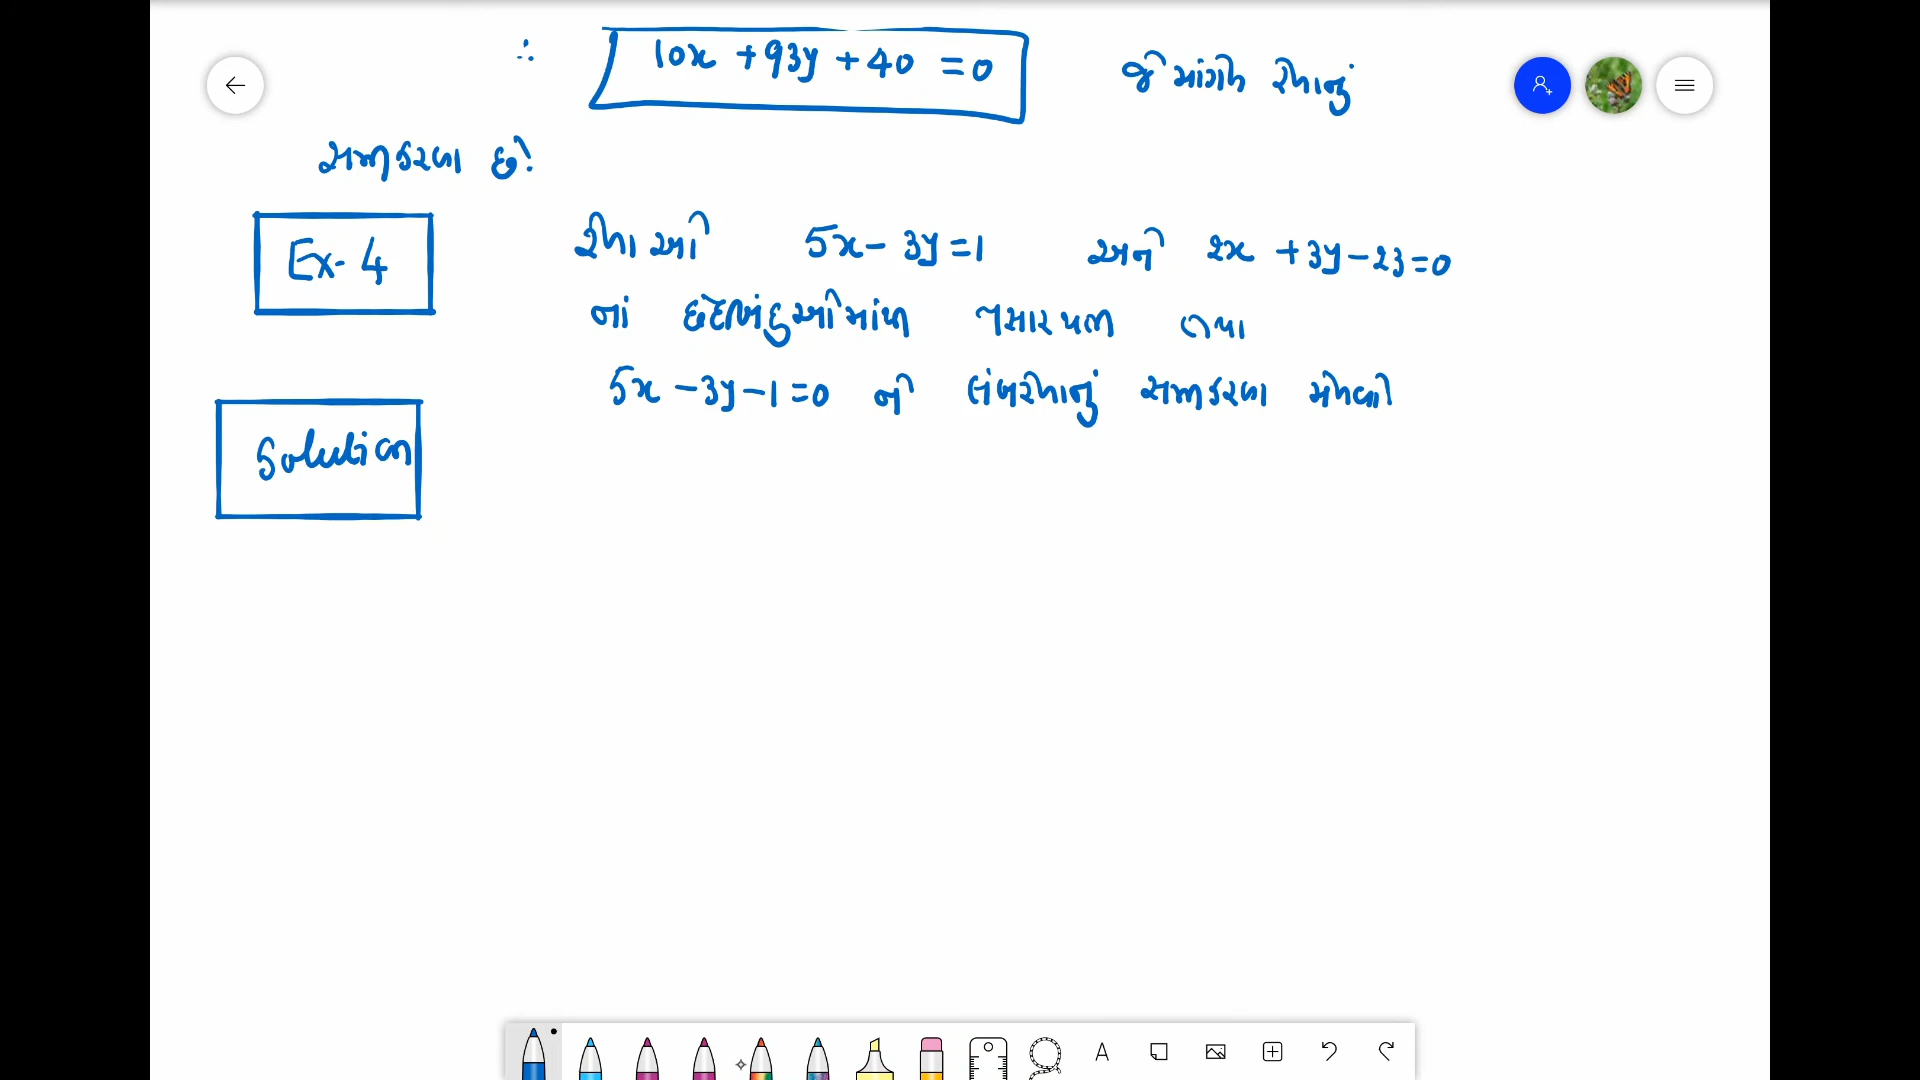 ∴ 10x + 93y + 40 = 0 જે માંગેલ રેખાનું
સમીકરણ છે.
Ex-4 રેખાઓ 5x - 3y = 1 અને 2x + 3y - 23 = 0
નાં છેદબિંદુઓમાંથી પસાર થતી તથા
5x - 3y - 1 = 0 ને લંબરેખાનું સમીકરણ મેળવો
Solution